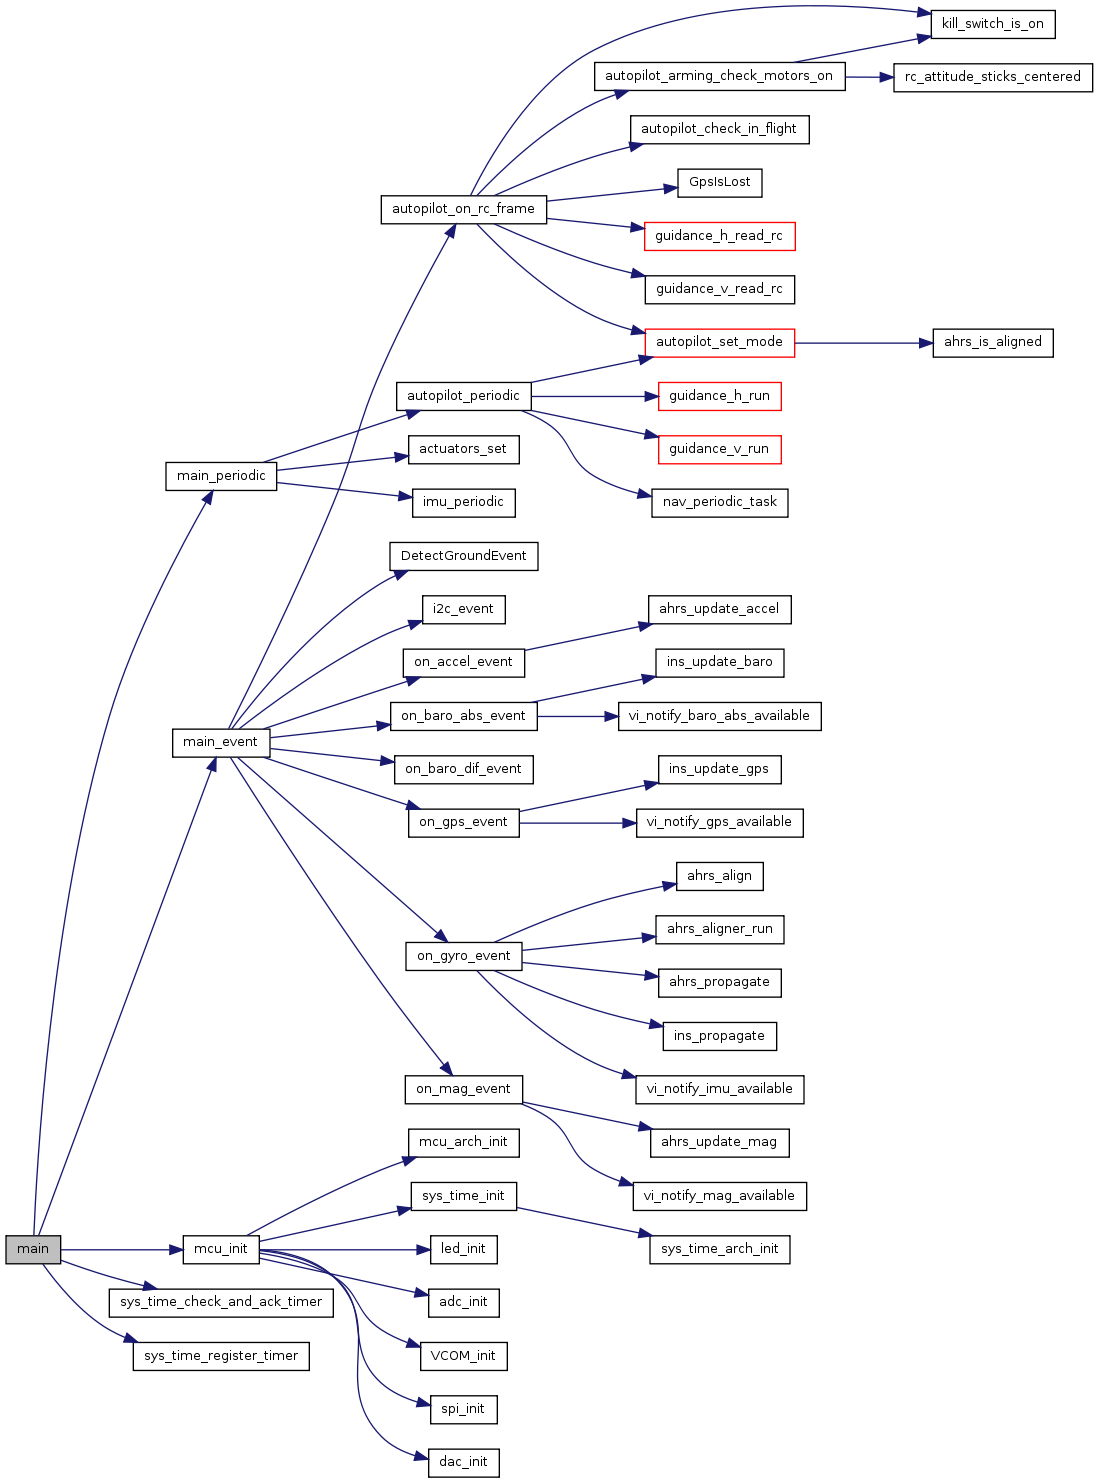 kill_switch_is_on
autopilot_arming_check_motors_on
rc_attitude_sticks_centered
autopilot_check_in_flight
GpsIsLost
autopilot_on_rc_frame
guidance_h_read_rc
guidance_v_read_rc
autopilot_set_mode
ahrs_is_aligned
autopilot_periodic
guidance_h_run
actuators_set
guidance_v_run
main_periodic
imu_periodic
nav_periodic_task
DetectGroundEvent
i2c_event
ahrs_update_accel
on_accel_event
ins_update_baro
on_baro_abs_event
vi_notify_baro_abs_available
main_event
on_baro_dif_event
ins_update_gps
on_gps_event
vi_notify_gps_available
ahrs_align
ahrs_aligner_run
on_gyro_event
ahrs_propagate
ins_propagate
on_mag_event
vi_notify_imu_available
mcu_arch_init
ahrs_update_mag
sys_time_init
vi_notify_mag_available
main
mcu_init
led_init
sys_time_arch_init
sys_time_check_and_ack_timer
adc_init
sys_time_register_timer
VCOM_init
spi_init
dac_init